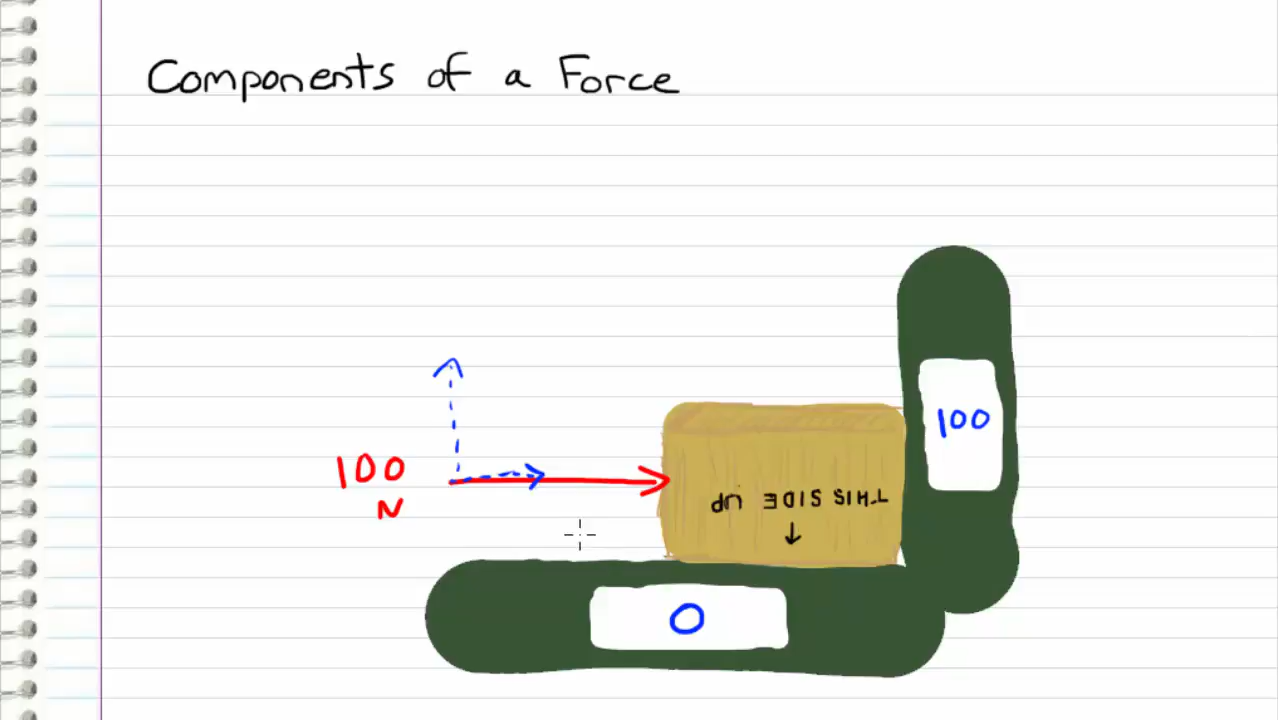 Components of a Force
100
100
N
THIS SIDE UP
↓
0